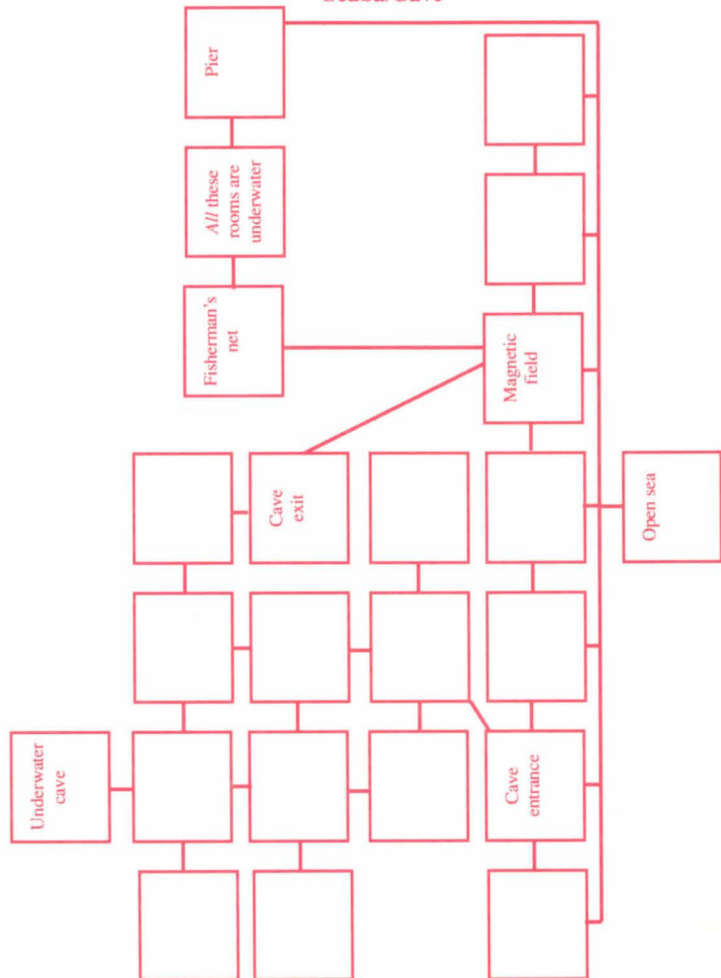 Pier
All these
rooms are
underwater
Fisherman's
net
Magnetic
field
Cave
exit
Open sea
Underwater
cave
Cave
entrance